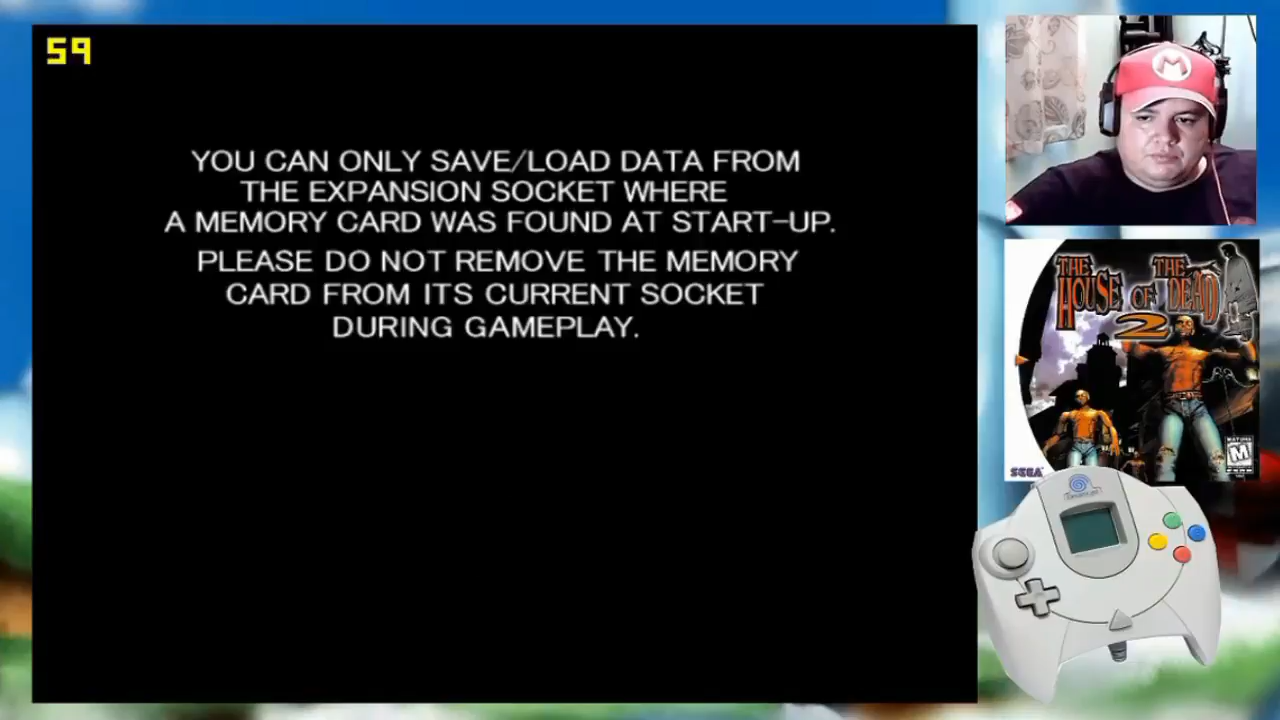 59
YOU CAN ONLY SAVE/LOAD DATA FROM
THE EXPANSION SOCKET WHERE
A MEMORY CARD WAS FOUND AT START-UP.
PLEASE DO NOT REMOVE THE MEMORY
CARD FROM ITS CURRENT SOCKET
DURING GAMEPLAY.
M
THE HOUSE OF THE DEAD
2
SEGA
M
Dreamcast